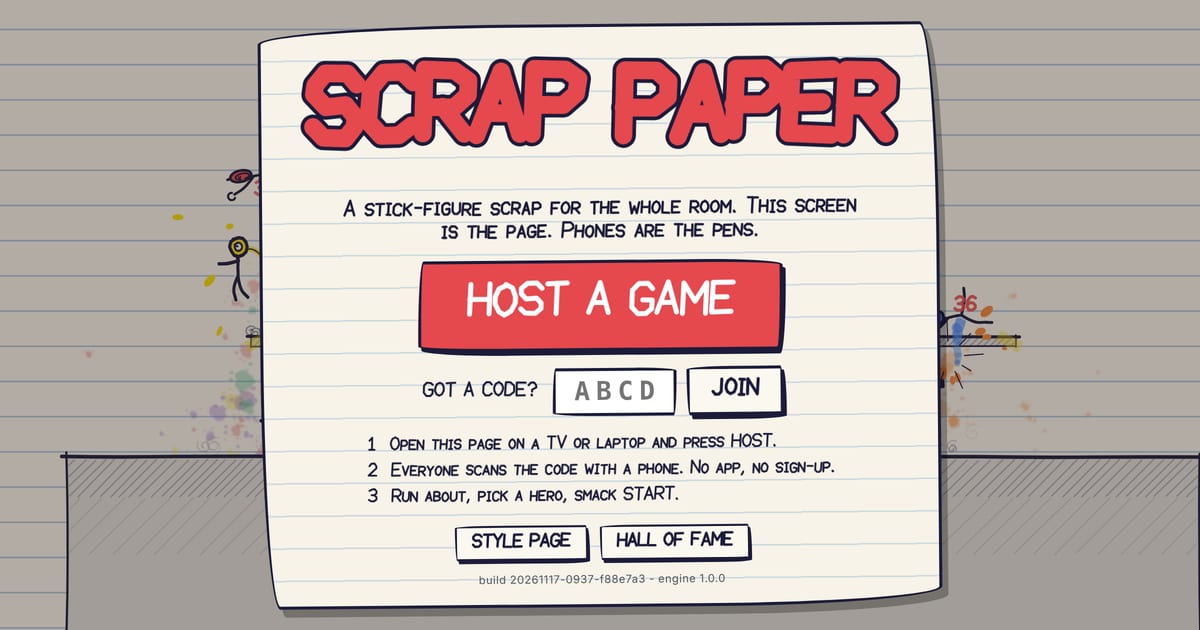 SCRAP PAPER
A STICK-FIGURE SCRAP FOR THE WHOLE ROOM. THIS SCREEN
IS THE PAGE. PHONES ARE THE PENS.
HOST A GAME
GOT A CODE?
ABCD
JOIN
1 OPEN THIS PAGE ON A TV OR LAPTOP AND PRESS HOST.
2 EVERYONE SCANS THE CODE WITH A PHONE. NO APP, NO SIGN-UP.
3 RUN ABOUT, PICK A HERO, SMACK START.
STYLE PAGE
HALL OF FAME
build 20261117-0937-f88e7a3 - engine 1.0.0
36